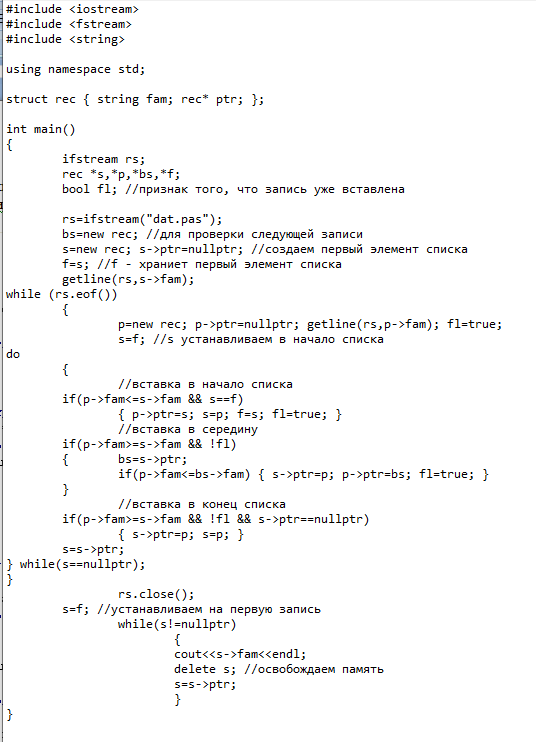 #include <iostream>
#include <fstream>
#include <string>
using namespace std;
struct rec { string fam; rec* ptr; };
int main()
{
ifstream rs;
rec *s,*p,*bs,*f;
bool fl; //признак того, что запись уже вставлена
rs=ifstream("dat.pas");
bs=new rec; //для проверки следующей записи
s=new rec; s->ptr=nullptr; //создаем первый элемент списка
f=s; //f - храниет первый элемент списка
getline(rs,s->fam);
while (rs.eof())
{
p=new rec; p->ptr=nullptr; getline(rs,p->fam); fl=true;
s=f; //s устанавливаем в начало списка
do
{
//вставка в начало списка
if(p->fam<=s->fam && s==f)
{ p->ptr=s; s=p; f=s; fl=true; }
//вставка в середину
if(p->fam>=s->fam && !fl)
{ bs=s->ptr;
if(p->fam<=bs->fam) { s->ptr=p; p->ptr=bs; fl=true; }
}
//вставка в конец списка
if(p->fam>=s->fam && !fl && s->ptr==nullptr)
{ s->ptr=p; s=p; }
s=s->ptr;
} while(s==nullptr);
}
rs.close();
s=f; //устанавливаем на первую запись
while(s!=nullptr)
{
cout<<s->fam<<endl;
delete s; //освобождаем память
s=s->ptr;
}
}